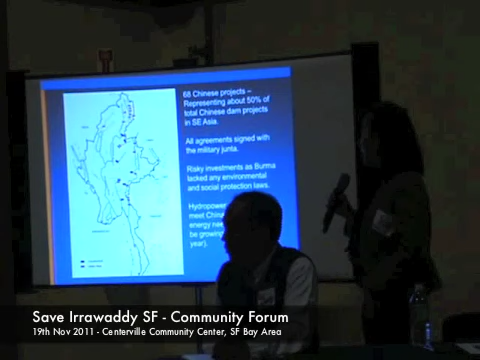 68 Chinese projects –
Representing about 50% of
total Chinese dam projects
in SE Asia.
All agreements signed with
the military junta.
Risky investments as Burma
lacked any environmental
and social protection laws.
Hydropower
meet China
energy nee
be growing
year).
Save Irrawaddy SF - Community Forum
19th Nov 2011 - Centerville Community Center, SF Bay Area